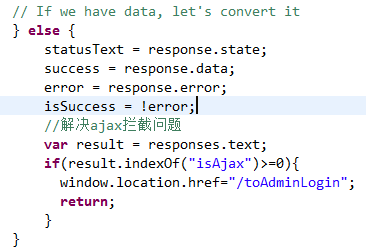 // If we have data, let's convert it
} else {
statusText = response.state;
success = response.data;
error = response.error;
isSuccess = !error;
//解决ajax拦截问题
var result = responses.text;
if(result.indexOf("isAjax")>=0){
window.location.href="/toAdminLogin";
return;
}
}